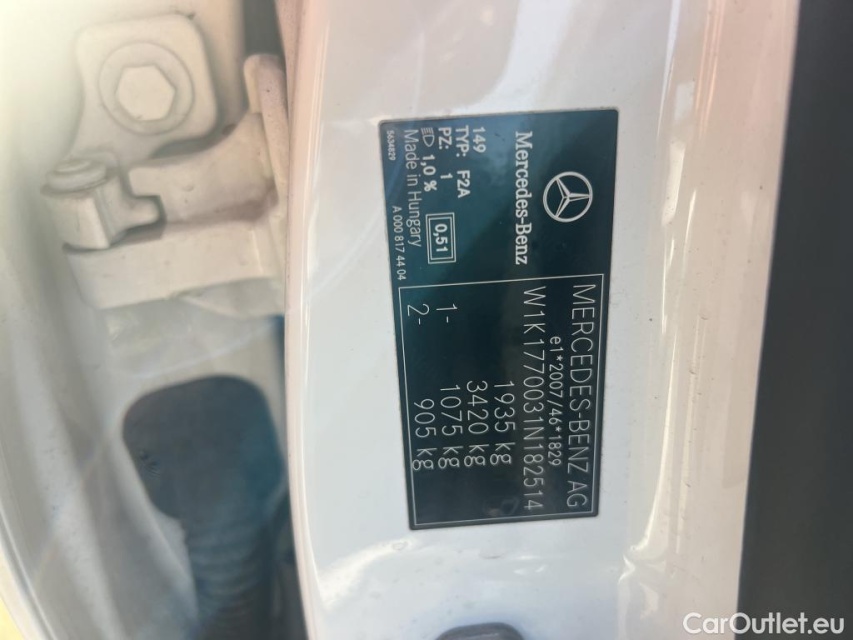 Mercedes-Benz
149
TYP: F2A
PZ: 1
1,0 %
0,51
Made in Hungary
5634829
A 000 817 44 04
MERCEDES-BENZ AG
e1*2007/46*1829
W1K1770031N182514
1935 kg
3420 kg
1- 1075 kg
2- 905 kg
CarOutlet.eu